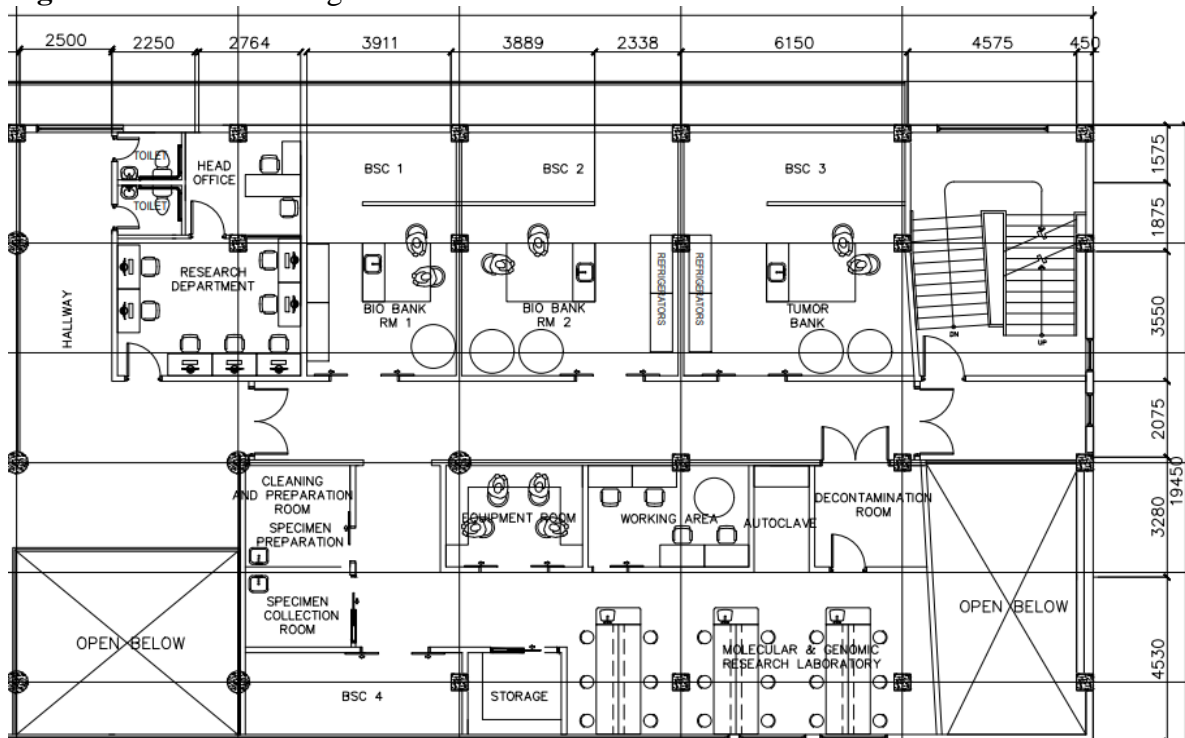 2500 2250 2764 3911 3889 2338 6150 4575 450
TOILET
TOILET
HEAD
OFFICE
BSC 1
BSC 2
BSC 3
1575
1875
3550
2075
19450
3280
4530
HALLWAY
RESEARCH
DEPARTMENT
BIO BANK
RM 1
BIO BANK
RM 2
REFRIGERATORS
REFRIGERATORS
TUMOR
BANK
DN
UP
CLEANING
AND PREPARATION
ROOM
SPECIMEN
PREPARATION
EQUIPMENT ROOM
WORKING AREA
AUTOCLAVE
DECONTAMINATION
ROOM
SPECIMEN
COLLECTION
ROOM
OPEN BELOW
OPEN BELOW
MOLECULAR & GENOMIC
RESEARCH LABORATORY
BSC 4
STORAGE